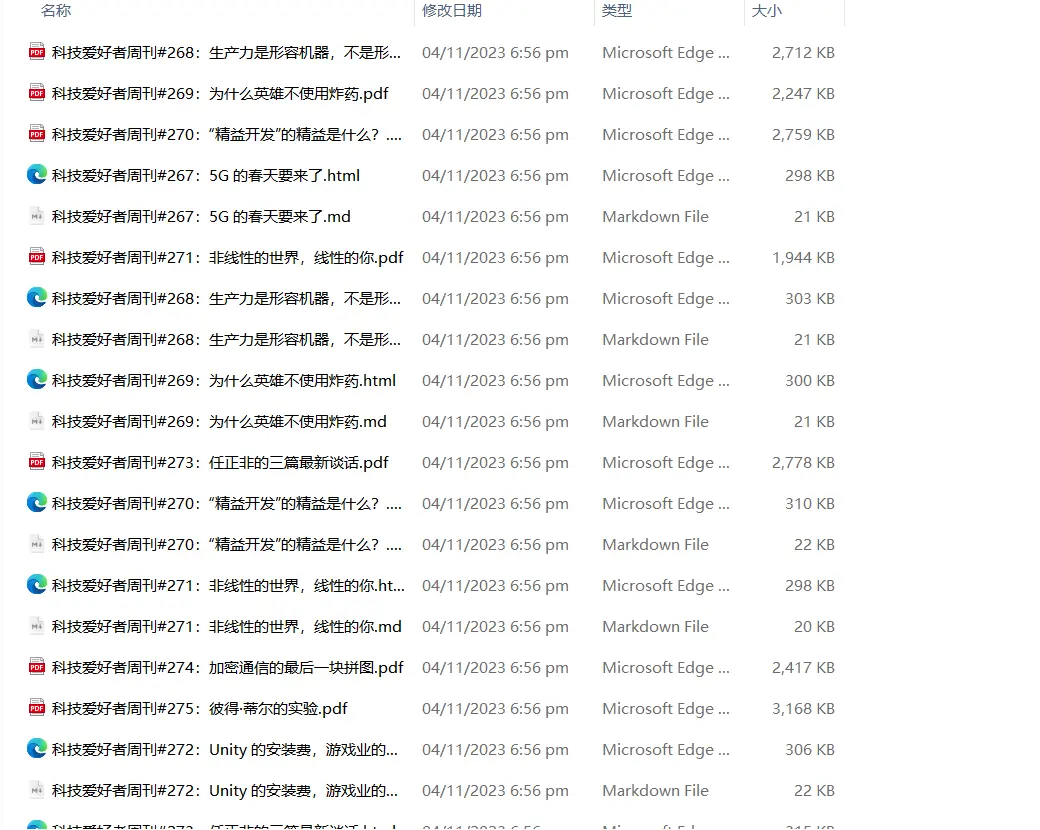 名称 修改日期 类型 大小
科技爱好者周刊#268：生产力是形容机器，不是形... 04/11/2023 6:56 pm Microsoft Edge ... 2,712 KB
科技爱好者周刊#269：为什么英雄不使用炸药.pdf 04/11/2023 6:56 pm Microsoft Edge ... 2,247 KB
科技爱好者周刊#270：“精益开发”的精益是什么？.... 04/11/2023 6:56 pm Microsoft Edge ... 2,759 KB
科技爱好者周刊#267：5G 的春天要来了.html 04/11/2023 6:56 pm Microsoft Edge ... 298 KB
科技爱好者周刊#267：5G 的春天要来了.md 04/11/2023 6:56 pm Markdown File 21 KB
科技爱好者周刊#271：非线性的世界，线性的你.pdf 04/11/2023 6:56 pm Microsoft Edge ... 1,944 KB
科技爱好者周刊#268：生产力是形容机器，不是形... 04/11/2023 6:56 pm Microsoft Edge ... 303 KB
科技爱好者周刊#268：生产力是形容机器，不是形... 04/11/2023 6:56 pm Markdown File 21 KB
科技爱好者周刊#269：为什么英雄不使用炸药.html 04/11/2023 6:56 pm Microsoft Edge ... 300 KB
科技爱好者周刊#269：为什么英雄不使用炸药.md 04/11/2023 6:56 pm Markdown File 21 KB
科技爱好者周刊#273：任正非的三篇最新谈话.pdf 04/11/2023 6:56 pm Microsoft Edge ... 2,778 KB
科技爱好者周刊#270：“精益开发”的精益是什么？.... 04/11/2023 6:56 pm Microsoft Edge ... 310 KB
科技爱好者周刊#270：“精益开发”的精益是什么？.... 04/11/2023 6:56 pm Markdown File 22 KB
科技爱好者周刊#271：非线性的世界，线性的你.ht... 04/11/2023 6:56 pm Microsoft Edge ... 298 KB
科技爱好者周刊#271：非线性的世界，线性的你.md 04/11/2023 6:56 pm Markdown File 20 KB
科技爱好者周刊#274：加密通信的最后一块拼图.pdf 04/11/2023 6:56 pm Microsoft Edge ... 2,417 KB
科技爱好者周刊#275：彼得·蒂尔的实验.pdf 04/11/2023 6:56 pm Microsoft Edge ... 3,168 KB
科技爱好者周刊#272：Unity 的安装费，游戏业的... 04/11/2023 6:56 pm Microsoft Edge ... 306 KB
科技爱好者周刊#272：Unity 的安装费，游戏业的... 04/11/2023 6:56 pm Markdown File 22 KB